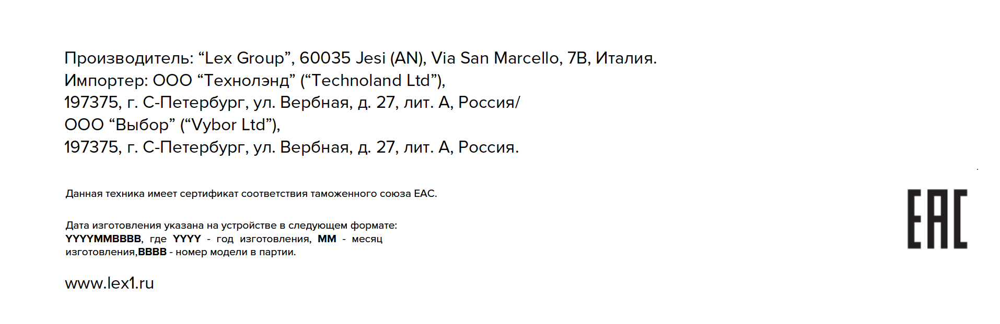 Производитель: “Lex Group”, 60035 Jesi (AN), Via San Marcello, 7B, Италия.
Импортер: ООО “Технолэнд” (“Technoland Ltd”),
197375, г. С-Петербург, ул. Вербная, д. 27, лит. А, Россия/
ООО “Выбор” (“Vybor Ltd”),
197375, г. С-Петербург, ул. Вербная, д. 27, лит. А, Россия.
Данная техника имеет сертификат соответствия таможенного союза ЕАС.
Дата изготовления указана на устройстве в следующем формате:
YYYYMMBBBB, где YYYY - год изготовления, MM - месяц
изготовления,BBBB - номер модели в партии.
www.lex1.ru
EAC